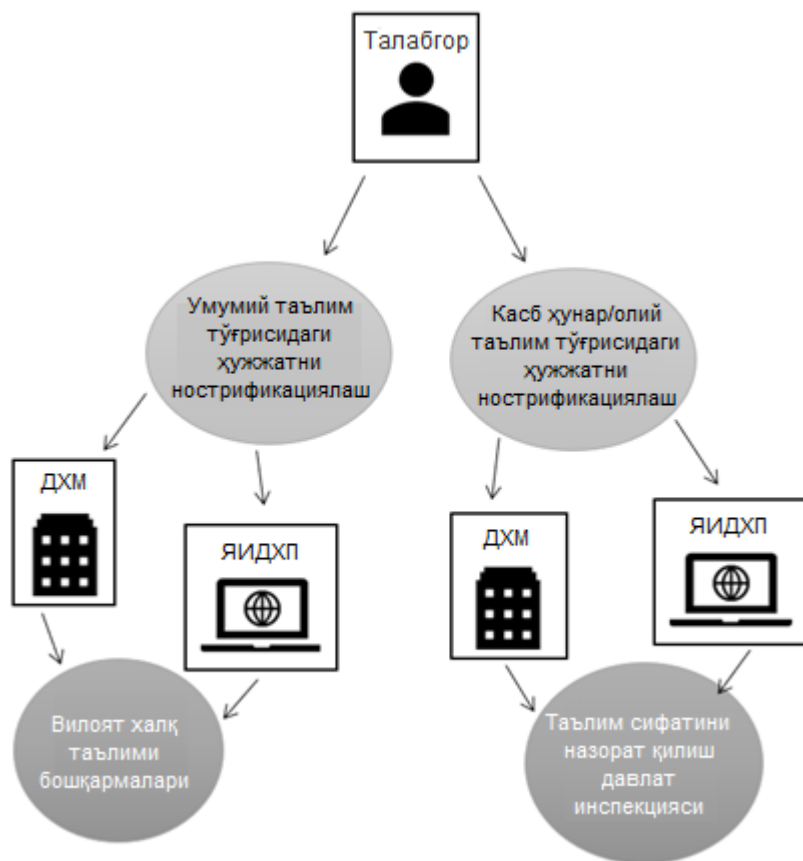 Талабгор
Умумий таълим
тўғрисидаги
ҳужжатни
нострификациялаш
Касб ҳунар/олий
таълим тўғрисидаги
ҳужжатни
нострификациялаш
ДХМ
ЯИДХП
ДХМ
ЯИДХП
Вилоят халқ
таълими
бошқармалари
Таълим сифатини
назорат қилиш
давлат
инспекцияси